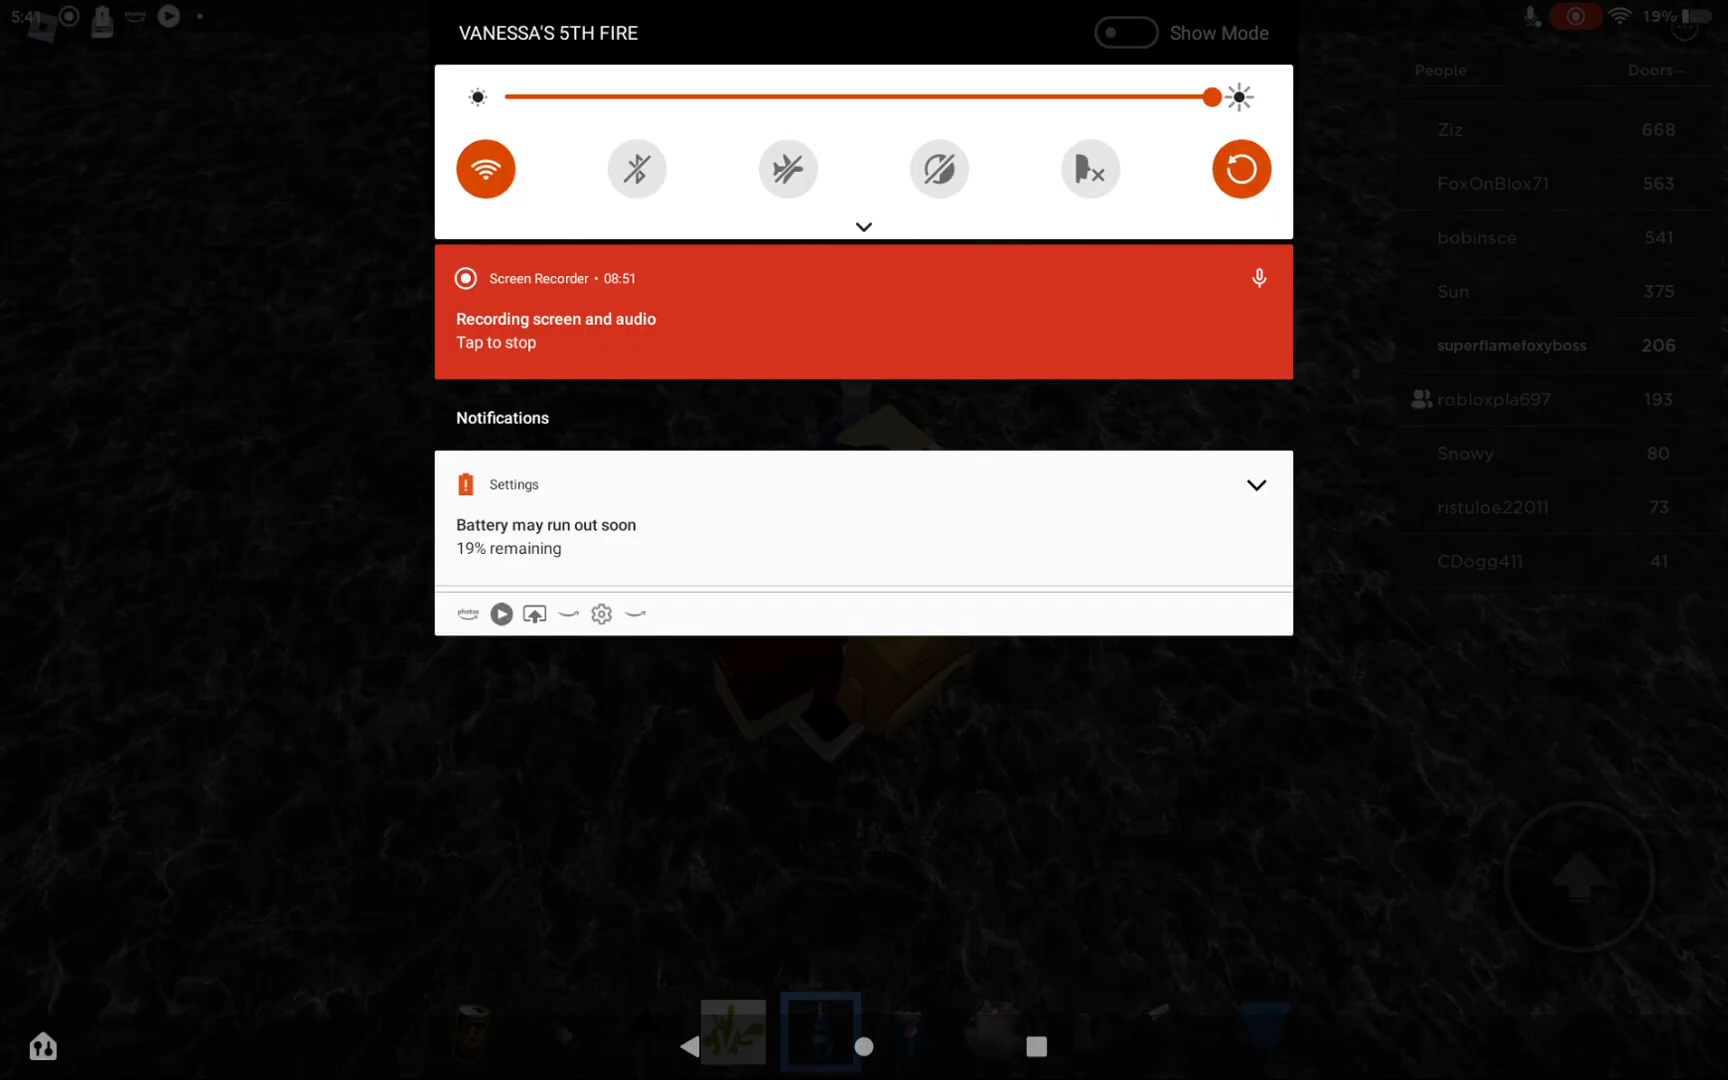 5:41
photos
19%
VANESSA'S 5TH FIRE
Show Mode
People Doors--
Ziz 668
FoxOnBlox71 563
bobinsce 541
Sun 375
superflamefoxyboss 206
robloxpla697 193
Snowy 80
ristuloe22011 73
CDogg411 41
Screen Recorder • 08:51
Recording screen and audio
Tap to stop
Notifications
Settings
Battery may run out soon
19% remaining
photos